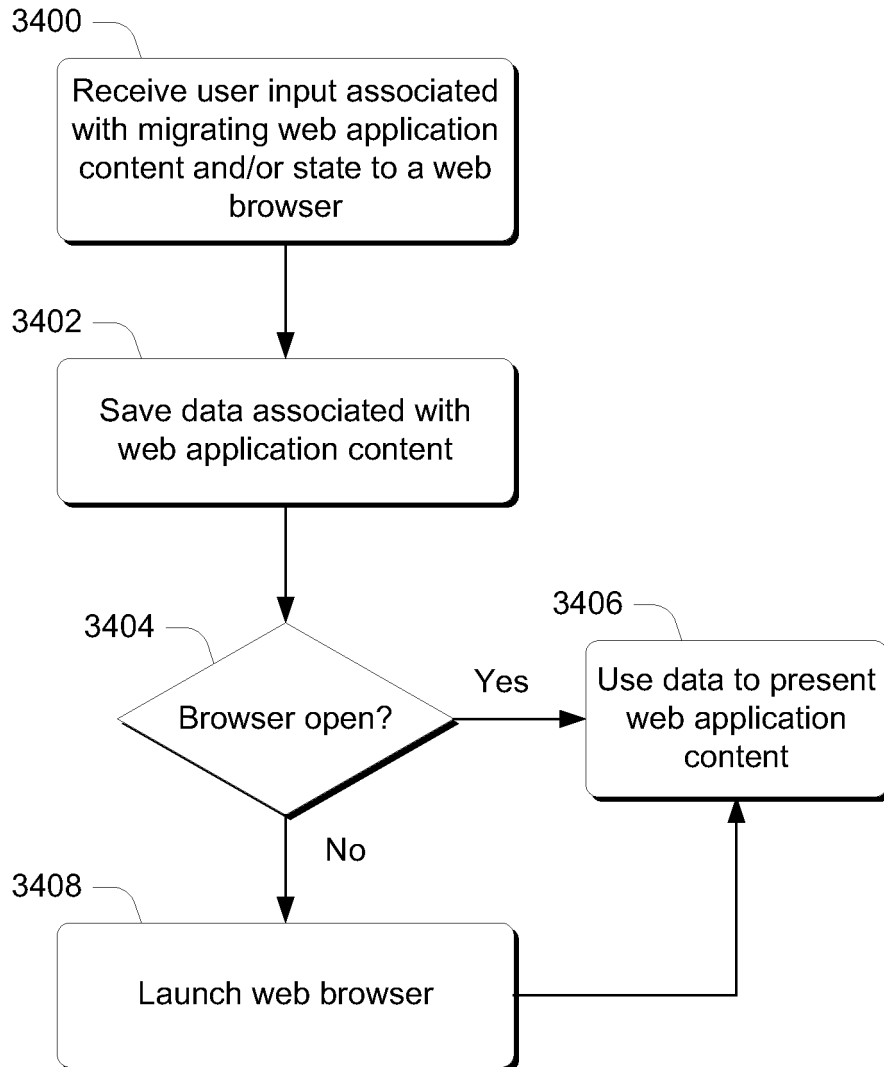 3400
Receive user input associated
with migrating web application
content and/or state to a web
browser
3402
Save data associated with
web application content
3404
Browser open?
Yes
3406
Use data to present
web application
content
No
3408
Launch web browser